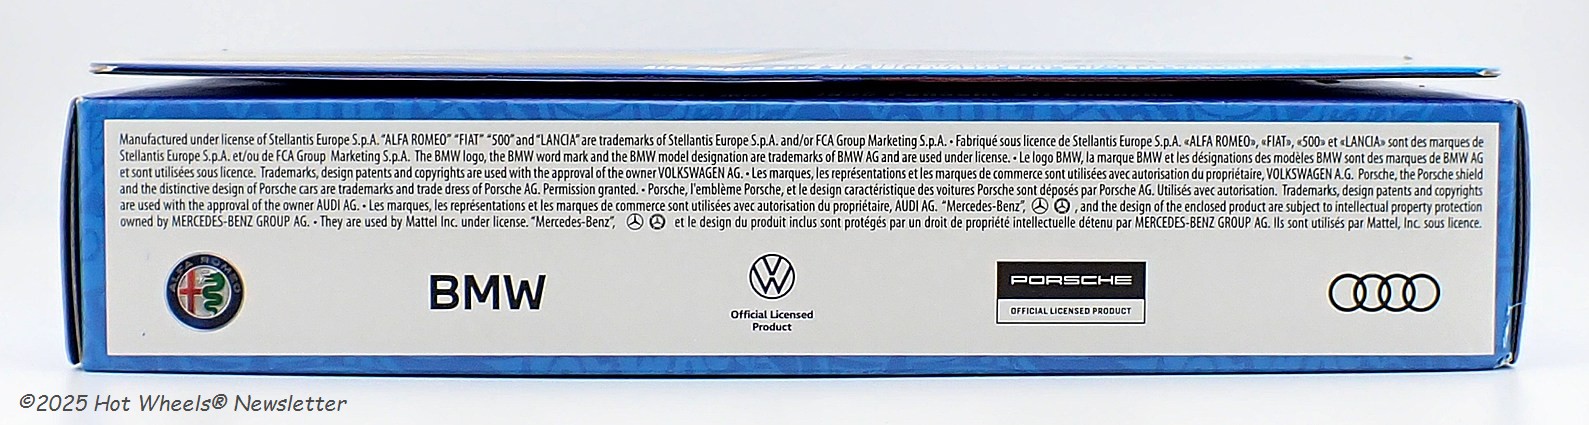 Manufactured under license of Stellantis Europe S.p.A. “ALFA ROMEO” “FIAT” “500” and “LANCIA” are trademarks of Stellantis Europe S.p.A. and/or FCA Group Marketing S.p.A. • Fabriqué sous licence de Stellantis Europe S.p.A. «ALFA ROMEO», «FIAT», «500» et «LANCIA» sont des marques de
Stellantis Europe S.p.A. et/ou de FCA Group Marketing S.p.A. The BMW logo, the BMW word mark and the BMW model designation are trademarks of BMW AG and are used under license. • Le logo BMW, la marque BMW et les désignations des modèles BMW sont des marques de BMW AG
et sont utilisées sous licence. Trademarks, design patents and copyrights are used with the approval of the owner VOLKSWAGEN AG. • Les marques, les représentations et les marques de commerce sont utilisées avec autorisation du propriétaire, VOLKSWAGEN A.G. Porsche, the Porsche shield
and the distinctive design of Porsche cars are trademarks and trade dress of Porsche AG. Permission granted. • Porsche, l'emblème Porsche, et le design caractéristique des voitures Porsche sont déposés par Porsche AG. Utilisés avec autorisation. Trademarks, design patents and copyrights
are used with the approval of the owner AUDI AG. • Les marques, les représentations et les marques de commerce sont utilisées avec autorisation du propriétaire, AUDI AG. “Mercedes-Benz”, , and the design of the enclosed product are subject to intellectual property protection
owned by MERCEDES-BENZ GROUP AG. • They are used by Mattel Inc. under license. “Mercedes-Benz”, et le design du produit inclus sont protégés par un droit de propriété intellectuelle détenu par MERCEDES-BENZ GROUP AG. Ils sont utilisés par Mattel, Inc. sous licence.
ALFA ROMEO
BMW
Official Licensed
Product
PORSCHE
OFFICIAL LICENSED PRODUCT
©2025 Hot Wheels® Newsletter